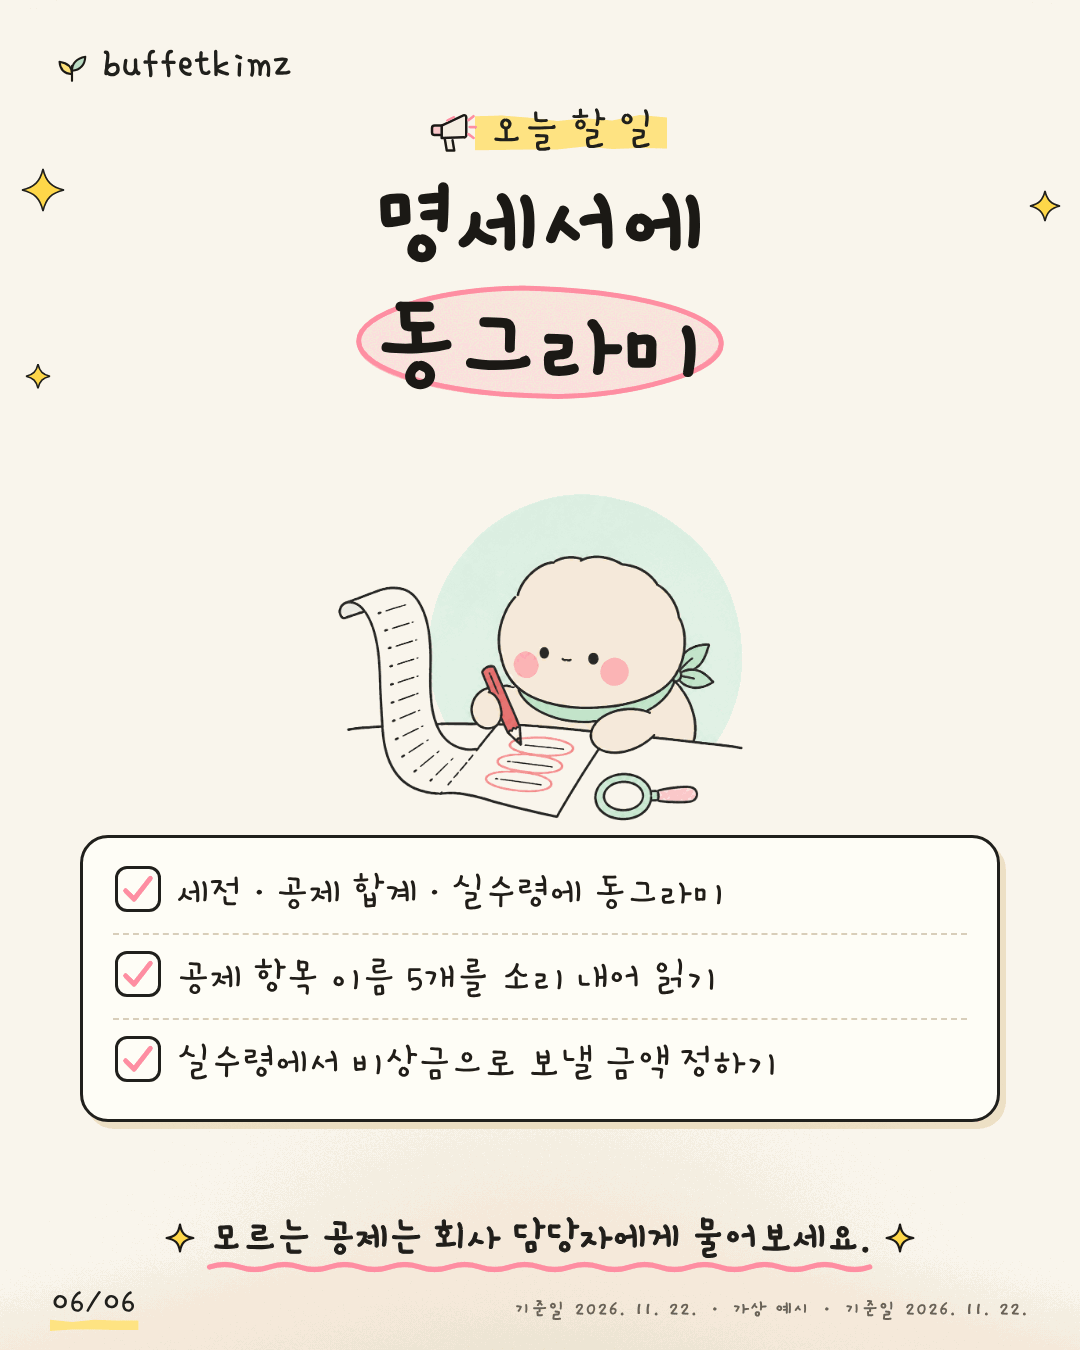 buffetkimz
오늘 할 일
명세서에
동그라미
세전 · 공제 합계 · 실수령에 동그라미
공제 항목 이름 5개를 소리 내어 읽기
실수령에서 비상금으로 보낼 금액 정하기
모르는 공제는 회사 담당자에게 물어보세요.
06/06
기준일 2026. 11. 22. · 가상 예시 · 기준일 2026. 11. 22.